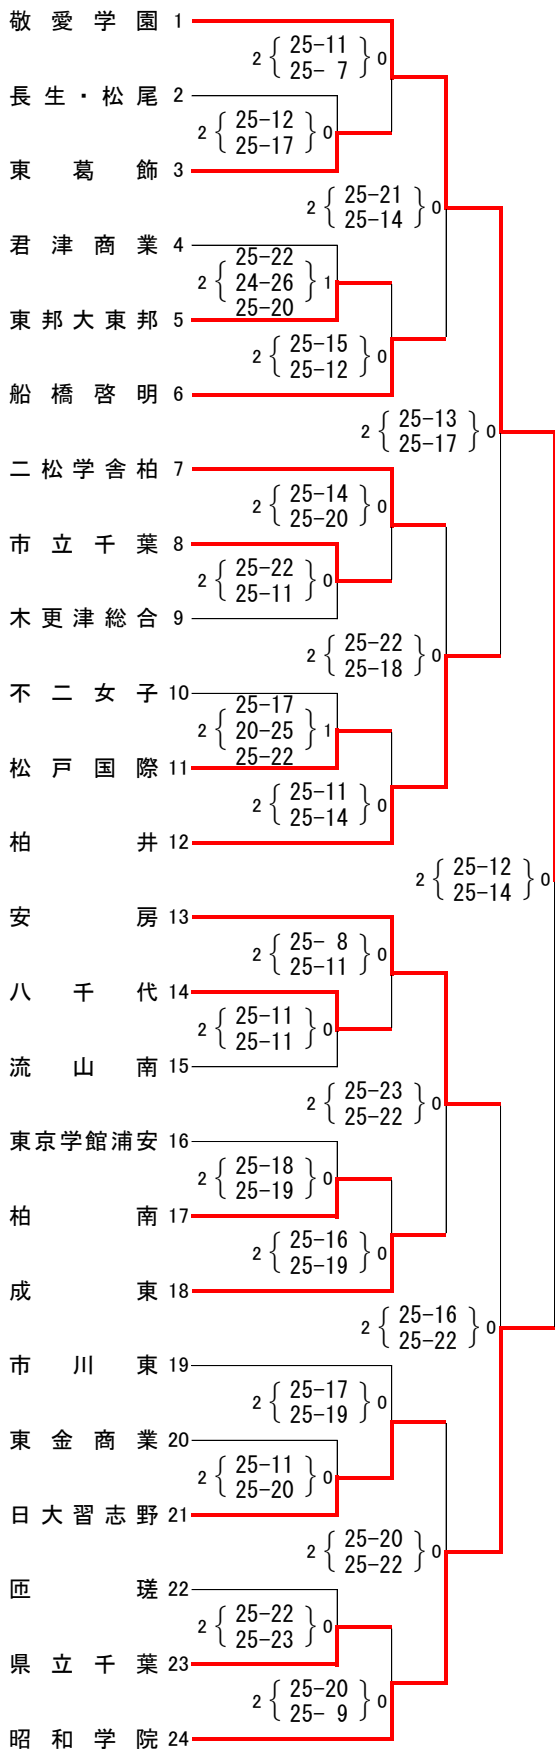 敬愛学園 1
2 { 25-11 } 0
25- 7
長生・松尾 2
2 { 25-12 } 0
25-17
東葛飾 3
2 { 25-21 } 0
25-14
君津商業 4
25-22
2 { 24-26 } 1
25-20
東邦大東邦 5
2 { 25-15 } 0
25-12
船橋啓明 6
2 { 25-13 } 0
25-17
二松学舎柏 7
2 { 25-14 } 0
25-20
市立千葉 8
2 { 25-22 } 0
25-11
木更津総合 9
2 { 25-22 } 0
25-18
不二女子 10
25-17
2 { 20-25 } 1
25-22
松戸国際 11
2 { 25-11 } 0
25-14
柏井 12
2 { 25-12 } 0
25-14
安房 13
2 { 25- 8 } 0
25-11
八千代 14
2 { 25-11 } 0
25-11
流山南 15
2 { 25-23 } 0
25-22
東京学館浦安 16
2 { 25-18 } 0
25-19
柏南 17
2 { 25-16 } 0
25-19
成東 18
2 { 25-16 } 0
25-22
市川東 19
2 { 25-17 } 0
25-19
東金商業 20
2 { 25-11 } 0
25-20
日大習志野 21
2 { 25-20 } 0
25-22
匝瑳 22
2 { 25-22 } 0
25-23
県立千葉 23
2 { 25-20 } 0
25- 9
昭和学院 24